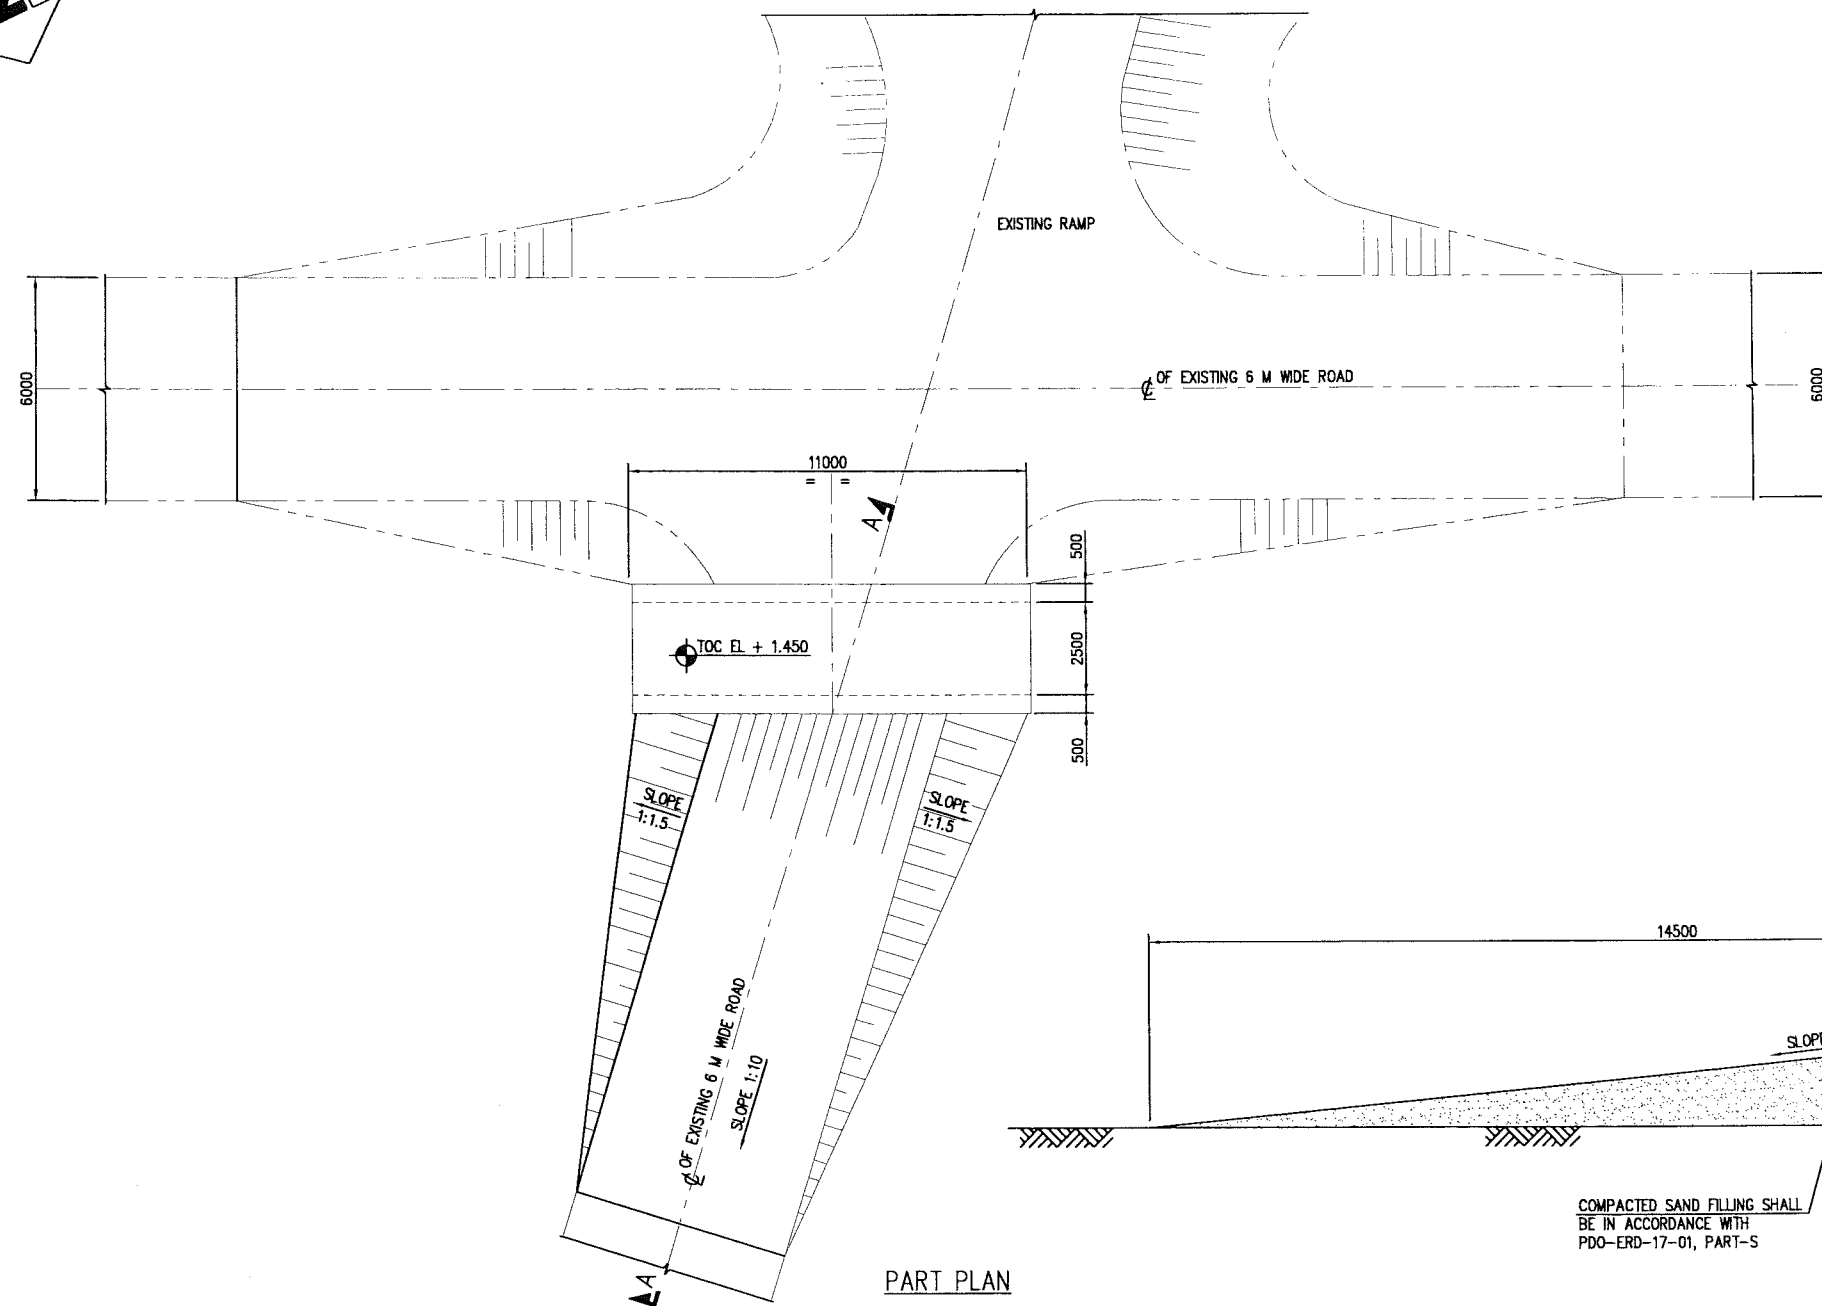 EXISTING RAMP
6000
℄ OF EXISTING 6 M WIDE ROAD
6000
11000
= =
A
500
TOC EL + 1.450
2500
500
SLOPE
1:1.5
SLOPE
1:1.5
14500
℄ OF EXISTING 6 M WIDE ROAD
SLOPE 1:10
SLOPE
COMPACTED SAND FILLING SHALL
BE IN ACCORDANCE WITH
PDO-ERD-17-01, PART-S
A
PART PLAN